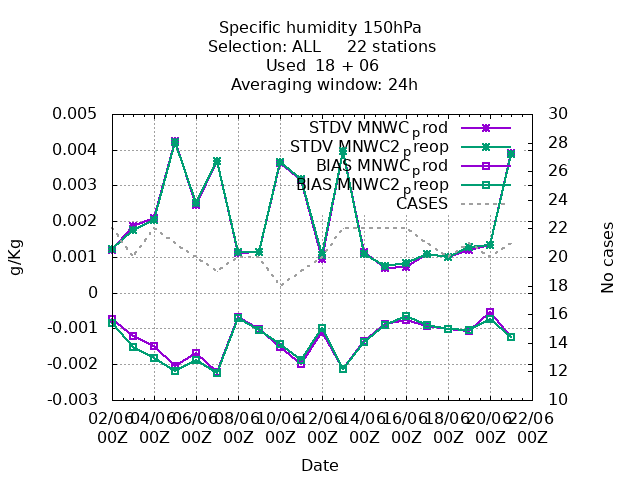 Specific humidity 150hPa
Selection: ALL 22 stations
Used 18 + 06
Averaging window: 24h
0.005
0.004
0.003
0.002
0.001
0
-0.001
-0.002
-0.003
g/Kg
STDV MNWC_prod
STDV MNWC2_preop
BIAS MNWC_prod
BIAS MNWC2_preop
CASES
30
28
26
24
22
20
18
16
14
12
10
No cases
02/06 04/06 06/06 08/06 10/06 12/06 14/06 16/06 18/06 20/06 22/06
00Z 00Z 00Z 00Z 00Z 00Z 00Z 00Z 00Z 00Z 00Z
Date